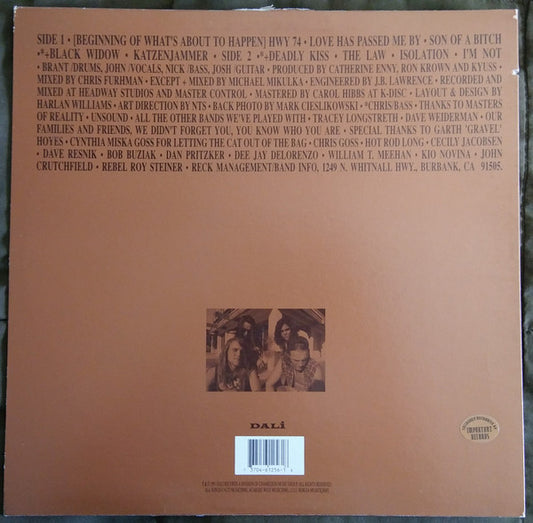 SIDE 1 • [BEGINNING OF WHAT'S ABOUT TO HAPPEN] HWY 74 • LOVE HAS PASSED ME BY • SON OF A BITCH
•*+BLACK WIDOW • KATZENJAMMER • SIDE 2 •*+DEADLY KISS • THE LAW • ISOLATION • I'M NOT
• BRANT /DRUMS, JOHN /VOCALS, NICK /BASS, JOSH /GUITAR • PRODUCED BY CATHERINE ENNY, RON KROWN AND KYUSS •
MIXED BY CHRIS FUHRMAN • EXCEPT + MIXED BY MICHAEL MIKULKA • ENGINEERED BY J.B. LAWRENCE • RECORDED AND
MIXED AT HEADWAY STUDIOS AND MASTER CONTROL • MASTERED BY CAROL HIBBS AT K-DISC • LAYOUT & DESIGN BY
HARLAN WILLIAMS • ART DIRECTION BY NTS • BACK PHOTO BY MARK CIESLIKOWSKI • *CHRIS/BASS • THANKS TO MASTERS
OF REALITY • UNSOUND • ALL THE OTHER BANDS WE'VE PLAYED WITH • TRACEY LONGSTRETH • DAVE WEIDERMAN • OUR
FAMILIES AND FRIENDS, WE DIDN'T FORGET YOU, YOU KNOW WHO YOU ARE • SPECIAL THANKS TO GARTH 'GRAVEL'
HOYES • CYNTHIA MISKA GOSS FOR LETTING THE CAT OUT OF THE BAG • CHRIS GOSS • HOT ROD LONG • CECILY JACOBSEN
• DAVE RESNIK • BOB BUZIAK • DAN PRITZKER • DEE JAY DELORENZO • WILLIAM T. MEEHAN • KIO NOVINA • JOHN
CRUTCHFIELD • REBEL ROY STEINER • RECK MANAGEMENT/BAND INFO, 1249 N. WHITNALL HWY., BURBANK, CA 91505.
DALI
EXCLUSIVELY DISTRIBUTED BY
IMPORTANT
RECORDS